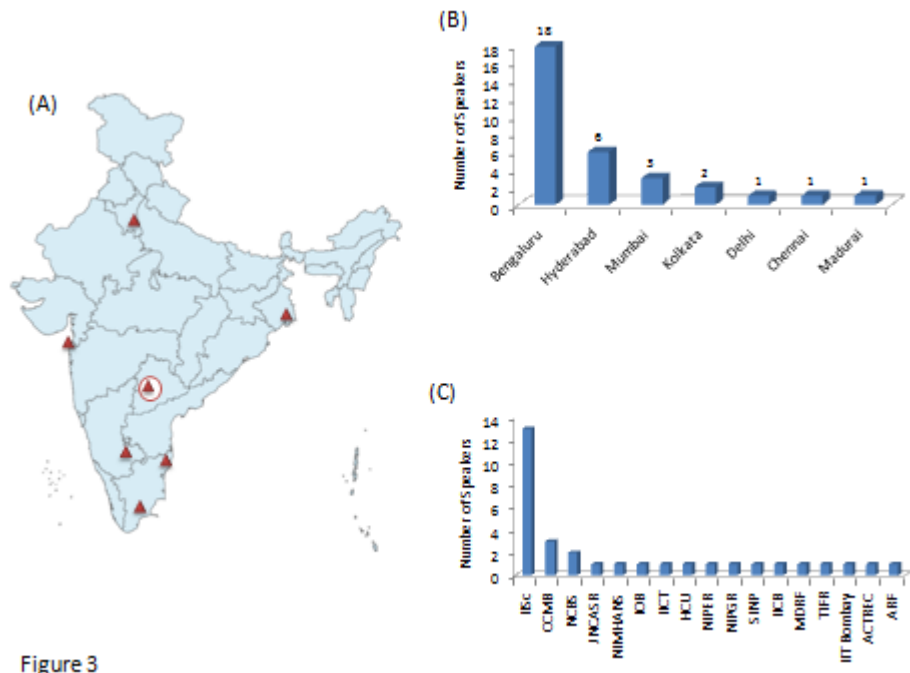 (A)
(B)
Number of Speakers
18
16
14
12
10
8
6
4
2
0
18
6
3
2
1
1
1
Bengaluru
Hyderabad
Mumbai
Kolkata
Delhi
Chennai
Madurai
(C)
Number of Speakers
14
12
10
8
6
4
2
0
IISc
CCMB
NCBS
JNCASR
NIMHANS
IOB
IICT
HCU
NIPER
NIPGR
SINP
IICB
MDRF
TIFR
IIT Bombay
ACTREC
ARF
Figure 3